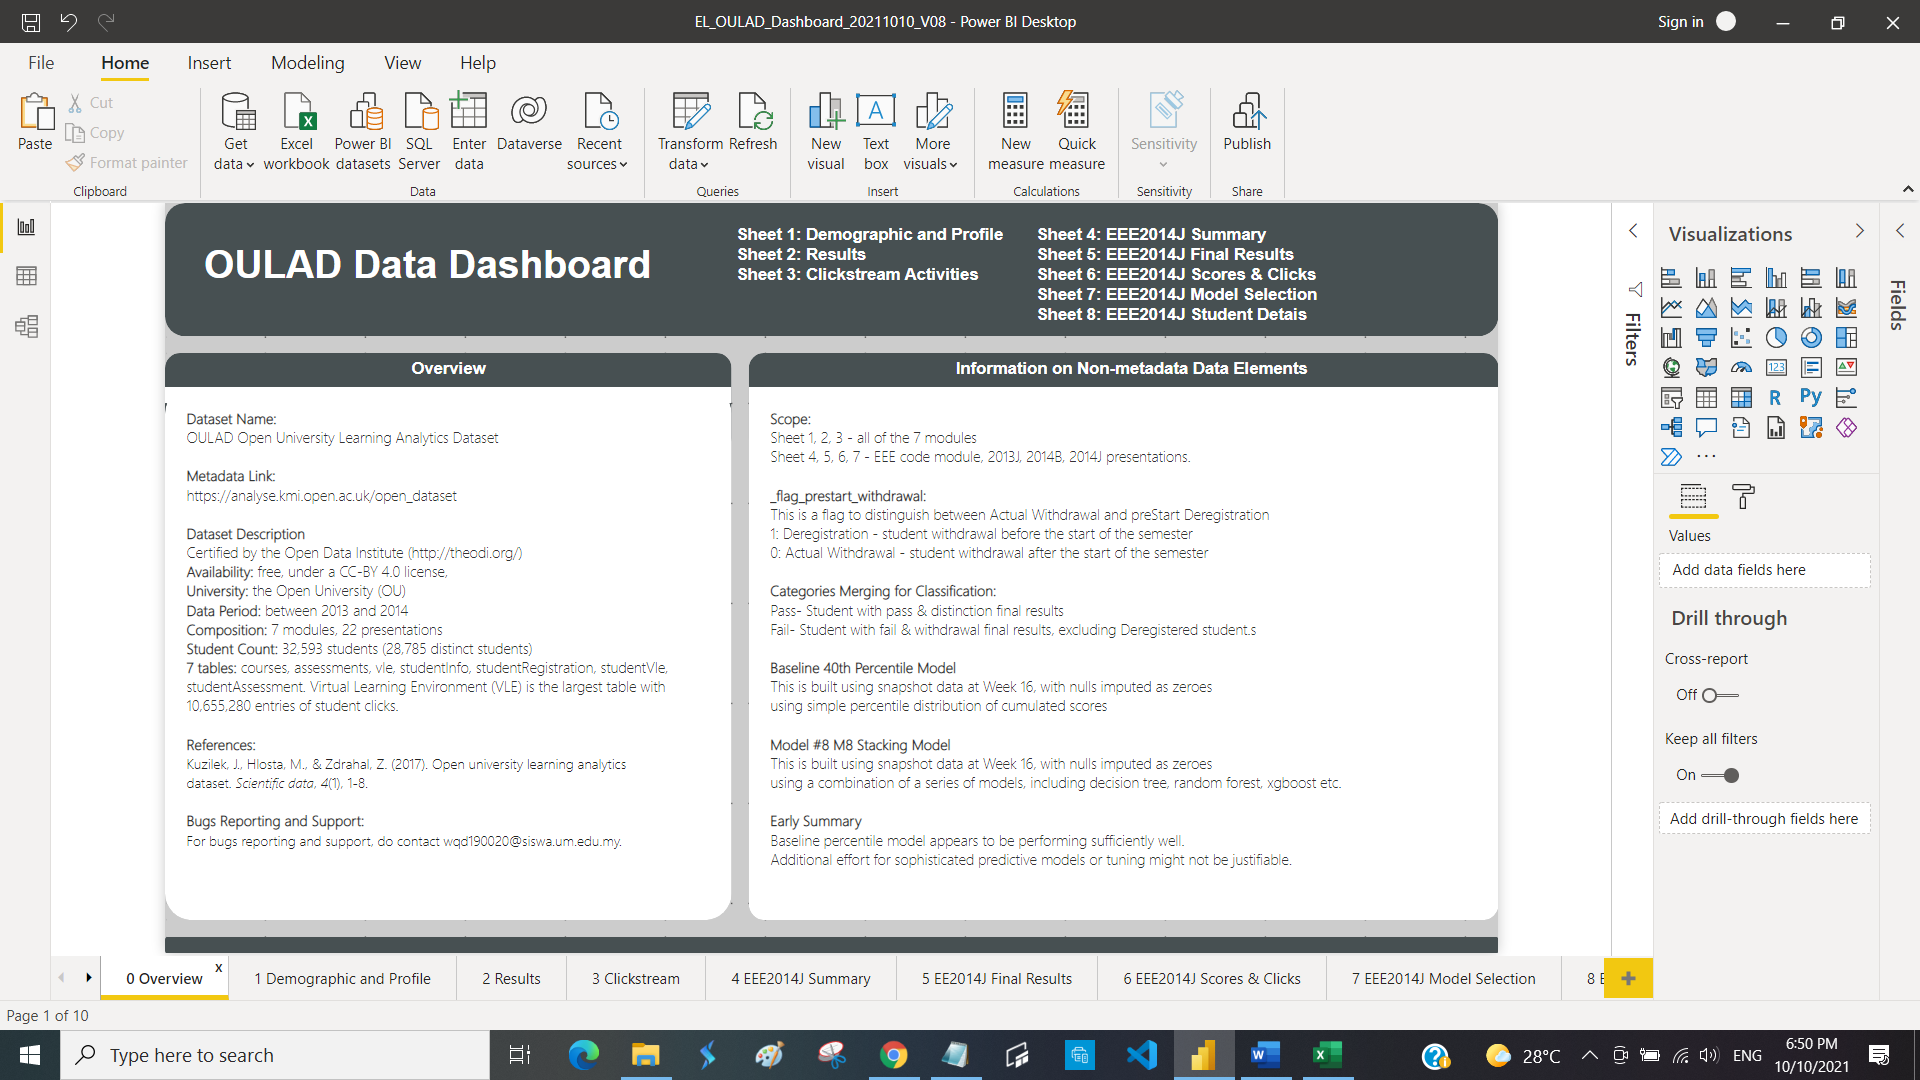 EL_OULAD_Dashboard_20211010_V08 - Power BI Desktop
Sign in
File Home Insert Modeling View Help
Paste
Cut
Copy
Format painter
Clipboard
Get data
Excel workbook
Power BI datasets
SQL Server
Enter data
Dataverse
Recent sources
Data
Transform data
Refresh
Queries
New visual
Text box
More visuals
Insert
New measure
Quick measure
Calculations
Sensitivity
Sensitivity
Publish
Share
OULAD Data Dashboard
Sheet 1: Demographic and Profile
Sheet 2: Results
Sheet 3: Clickstream Activities
Sheet 4: EEE2014J Summary
Sheet 5: EEE2014J Final Results
Sheet 6: EEE2014J Scores & Clicks
Sheet 7: EEE2014J Model Selection
Sheet 8: EEE2014J Student Detais
Overview
Dataset Name:
OULAD Open University Learning Analytics Dataset
Metadata Link:
https://analyse.kmi.open.ac.uk/open_dataset
Dataset Description
Certified by the Open Data Institute (http://theodi.org/)
Availability: free, under a CC-BY 4.0 license,
University: the Open University (OU)
Data Period: between 2013 and 2014
Composition: 7 modules, 22 presentations
Student Count: 32,593 students (28,785 distinct students)
7 tables: courses, assessments, vle, studentInfo, studentRegistration, studentVle,
studentAssessment. Virtual Learning Environment (VLE) is the largest table with
10,655,280 entries of student clicks.
References:
Kuzilek, J., Hlosta, M., & Zdrahal, Z. (2017). Open university learning analytics
dataset. Scientific data, 4(1), 1-8.
Bugs Reporting and Support:
For bugs reporting and support, do contact wqd190020@siswa.um.edu.my.
Information on Non-metadata Data Elements
Scope:
Sheet 1, 2, 3 - all of the 7 modules
Sheet 4, 5, 6, 7 - EEE code module, 2013J, 2014B, 2014J presentations.
_flag_prestart_withdrawal:
This is a flag to distinguish between Actual Withdrawal and preStart Deregistration
1: Deregistration - student withdrawal before the start of the semester
0: Actual Withdrawal - student withdrawal after the start of the semester
Categories Merging for Classification:
Pass- Student with pass & distinction final results
Fail- Student with fail & withdrawal final results, excluding Deregistered student.s
Baseline 40th Percentile Model
This is built using snapshot data at Week 16, with nulls imputed as zeroes
using simple percentile distribution of cumulated scores
Model #8 M8 Stacking Model
This is built using snapshot data at Week 16, with nulls imputed as zeroes
using a combination of a series of models, including decision tree, random forest, xgboost etc.
Early Summary
Baseline percentile model appears to be performing sufficiently well.
Additional effort for sophisticated predictive models or tuning might not be justifiable.
Filters
Visualizations
123
R
Py
Values
Add data fields here
Drill through
Cross-report
Off
Keep all filters
On
Add drill-through fields here
Fields
0 Overview x
1 Demographic and Profile
2 Results
3 Clickstream
4 EEE2014J Summary
5 EE2014J Final Results
6 EEE2014J Scores & Clicks
7 EEE2014J Model Selection
8 E
Page 1 of 10
Type here to search
28°C
ENG
6:50 PM
10/10/2021